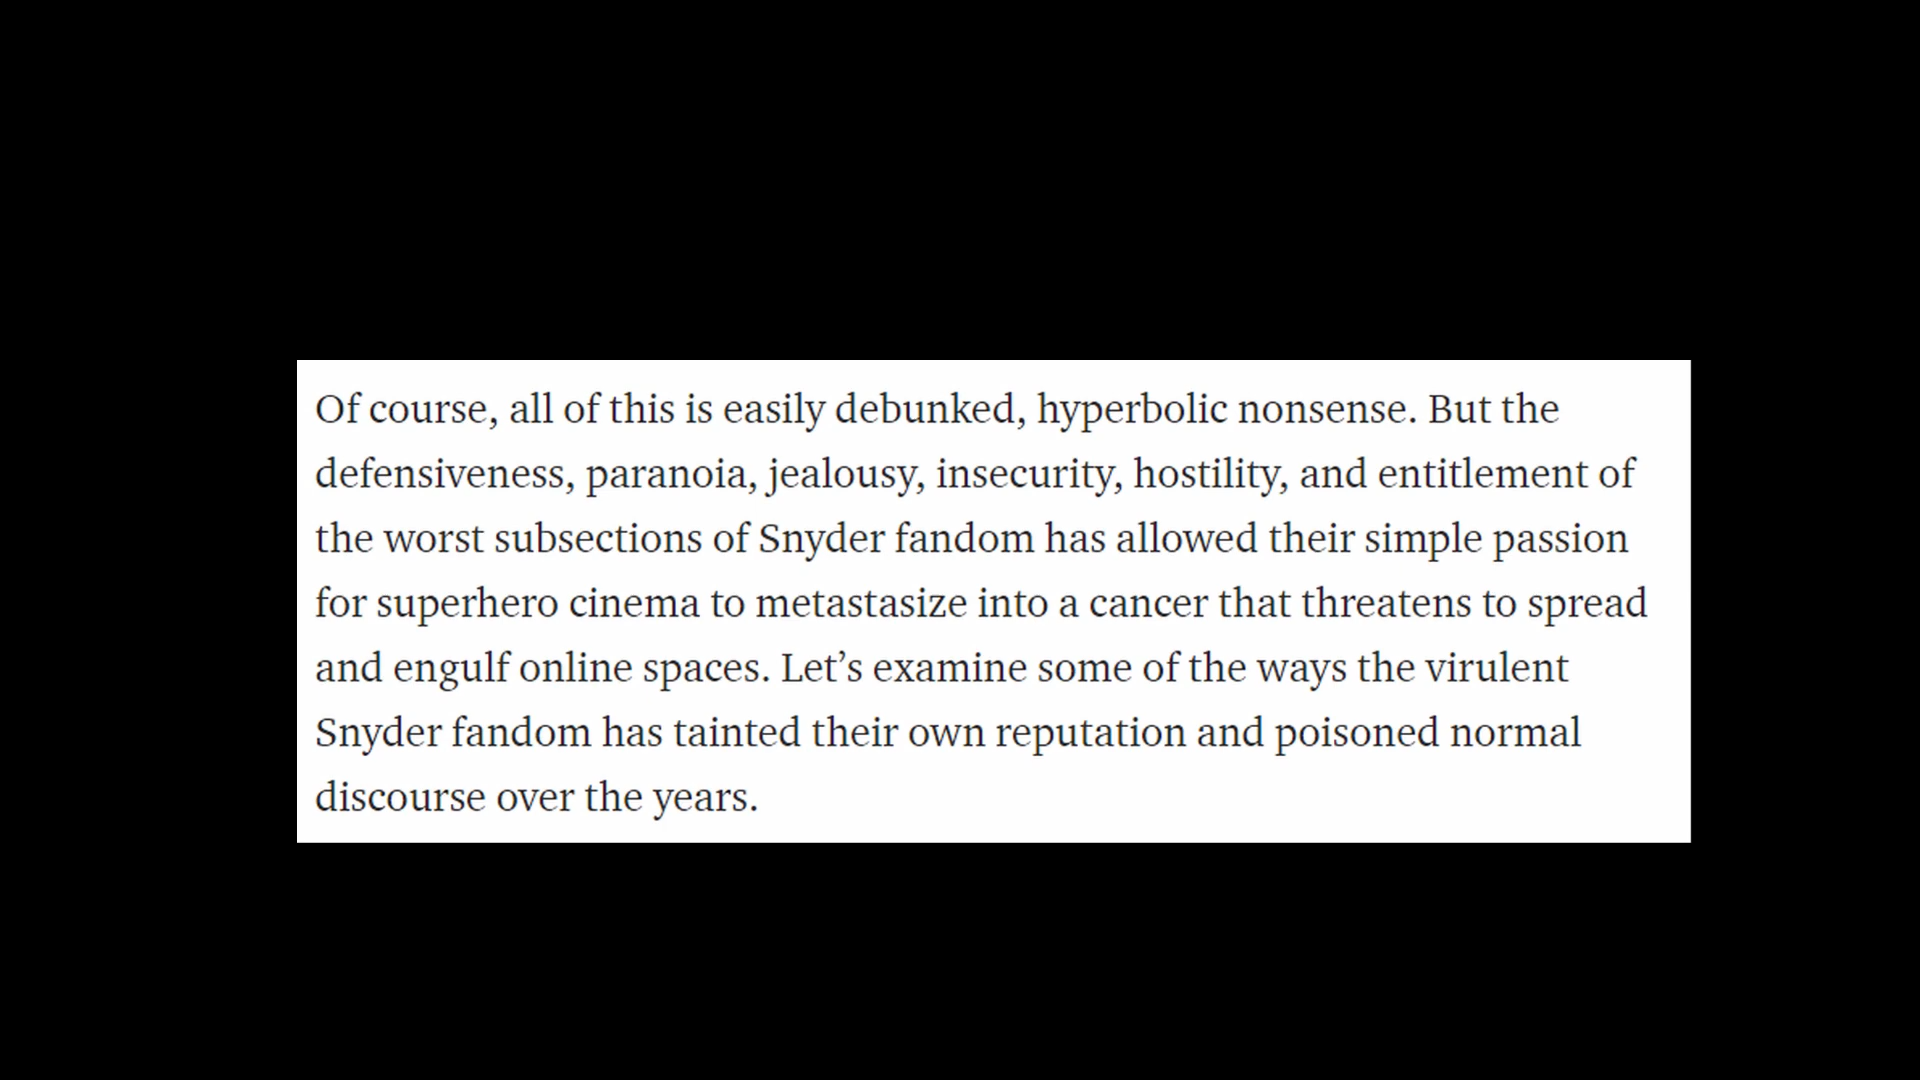 Of course, all of this is easily debunked, hyperbolic nonsense. But the
defensiveness, paranoia, jealousy, insecurity, hostility, and entitlement of
the worst subsections of Snyder fandom has allowed their simple passion
for superhero cinema to metastasize into a cancer that threatens to spread
and engulf online spaces. Let’s examine some of the ways the virulent
Snyder fandom has tainted their own reputation and poisoned normal
discourse over the years.